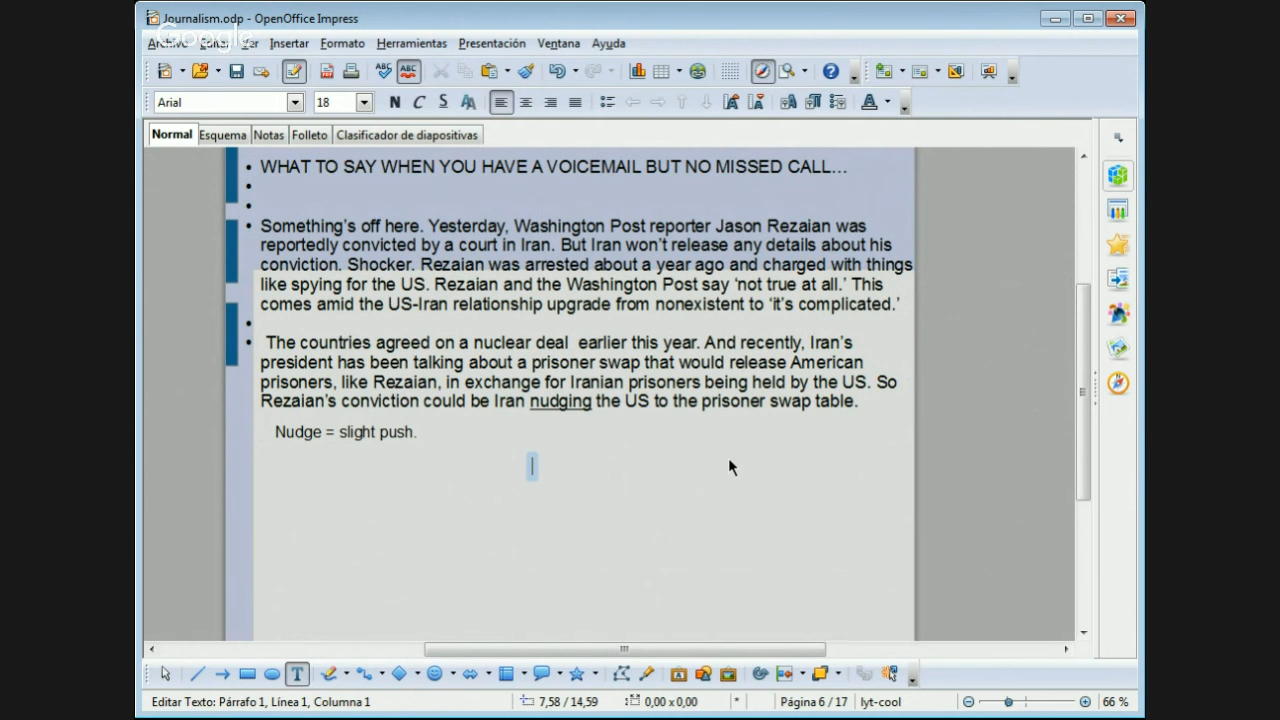 Journalism.odp - OpenOffice Impress
Google
Archivo Editar Ver Insertar Formato Herramientas Presentación Ventana Ayuda
Arial 18 N C S A
Normal Esquema Notas Folleto Clasificador de diapositivas
• WHAT TO SAY WHEN YOU HAVE A VOICEMAIL BUT NO MISSED CALL…
•
•
• Something’s off here. Yesterday, Washington Post reporter Jason Rezaian was
reportedly convicted by a court in Iran. But Iran won’t release any details about his
conviction. Shocker. Rezaian was arrested about a year ago and charged with things
like spying for the US. Rezaian and the Washington Post say ‘not true at all.’ This
comes amid the US-Iran relationship upgrade from nonexistent to ‘it’s complicated.’
•
• The countries agreed on a nuclear deal earlier this year. And recently, Iran’s
president has been talking about a prisoner swap that would release American
prisoners, like Rezaian, in exchange for Iranian prisoners being held by the US. So
Rezaian’s conviction could be Iran nudging the US to the prisoner swap table.
Nudge = slight push.
Editar Texto: Párrafo 1, Línea 1, Columna 1 7,58 / 14,59 0,00 x 0,00 * Página 6 / 17 lyt-cool 66 %